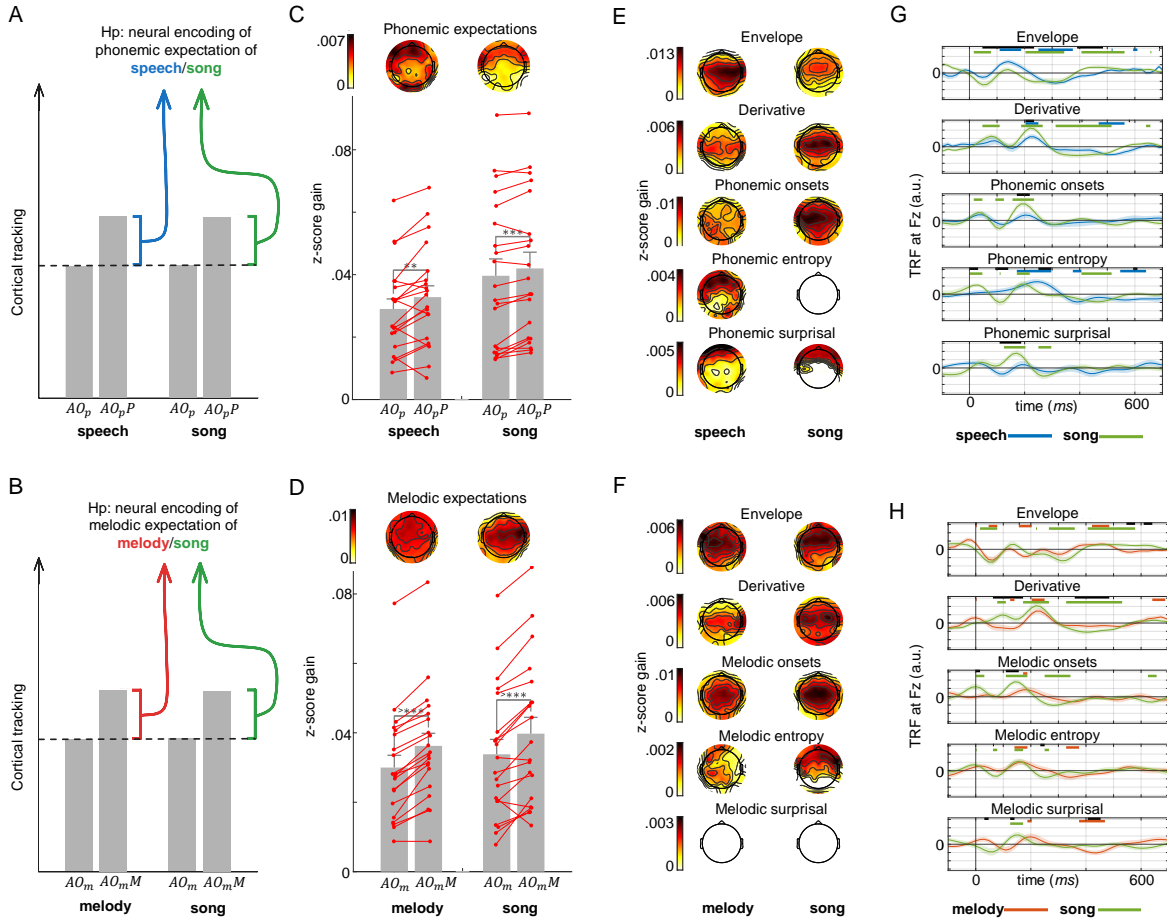 A
Hp: neural encoding of
phonemic expectation of
speech/song
Cortical tracking
AOp AOpP AOp AOpP
speech song
B
Hp: neural encoding of
melodic expectation of
melody/song
Cortical tracking
AOm AOmM AOm AOmM
melody song
C
Phonemic expectations
.007
0
z-score gain
.08
.04
0
**
***
AOp AOpP AOp AOpP
speech song
D
Melodic expectations
.01
0
z-score gain
.08
.04
0
>***
>***
AOm AOmM AOm AOmM
melody song
E
z-score gain
Envelope
.013
0
Derivative
.006
0
Phonemic onsets
.01
0
Phonemic entropy
.004
0
Phonemic surprisal
.005
0
speech song
F
z-score gain
Envelope
.006
0
Derivative
.006
0
Melodic onsets
.01
0
Melodic entropy
.002
0
Melodic surprisal
.003
0
melody song
G
TRF at Fz (a.u.)
Envelope
0
Derivative
0
Phonemic onsets
0
Phonemic entropy
0
Phonemic surprisal
0
0 600
time (ms)
speech song
H
TRF at Fz (a.u.)
Envelope
0
Derivative
0
Melodic onsets
0
Melodic entropy
0
Melodic surprisal
0
0 time (ms) 600
melody song